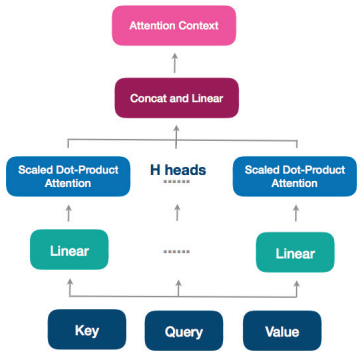 Attention Context
Concat and Linear
Scaled Dot-Product
Attention
H heads
......
Scaled Dot-Product
Attention
Linear
......
Linear
Key
Query
Value